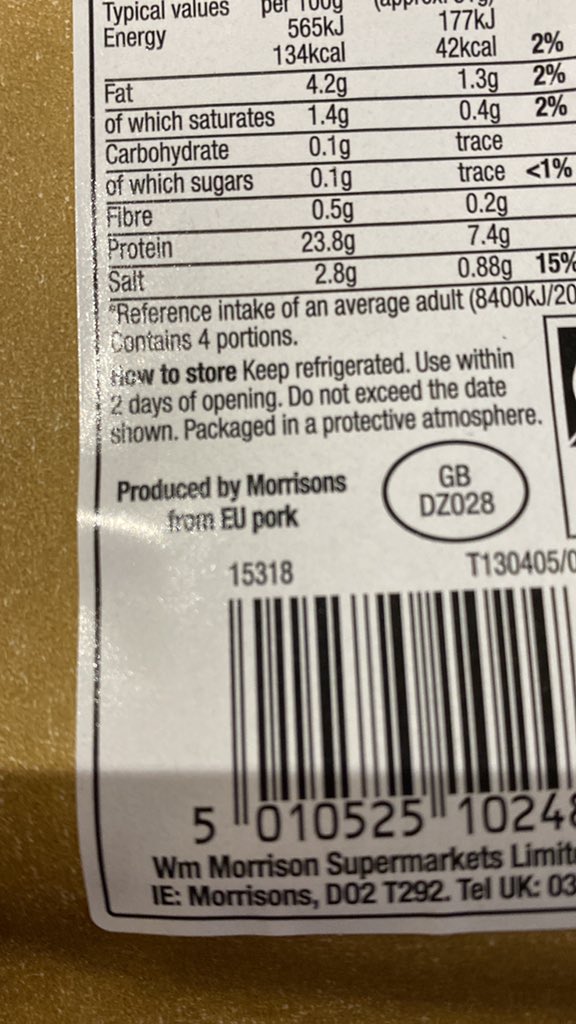 Typical values per 100g (approx.
Energy 565kJ 177kJ
134kcal 42kcal 2%
Fat 4.2g 1.3g 2%
of which saturates 1.4g 0.4g 2%
Carbohydrate 0.1g trace
of which sugars 0.1g trace <1%
Fibre 0.5g 0.2g
Protein 23.8g 7.4g
Salt 2.8g 0.88g 15%
*Reference intake of an average adult (8400kJ/20
Contains 4 portions.
How to store Keep refrigerated. Use within
2 days of opening. Do not exceed the date
shown. Packaged in a protective atmosphere.
Produced by Morrisons
from EU pork
GB
DZ028
15318 T130405/0
5 010525 10248
Wm Morrison Supermarkets Limit
IE: Morrisons, D02 T292. Tel UK: 03